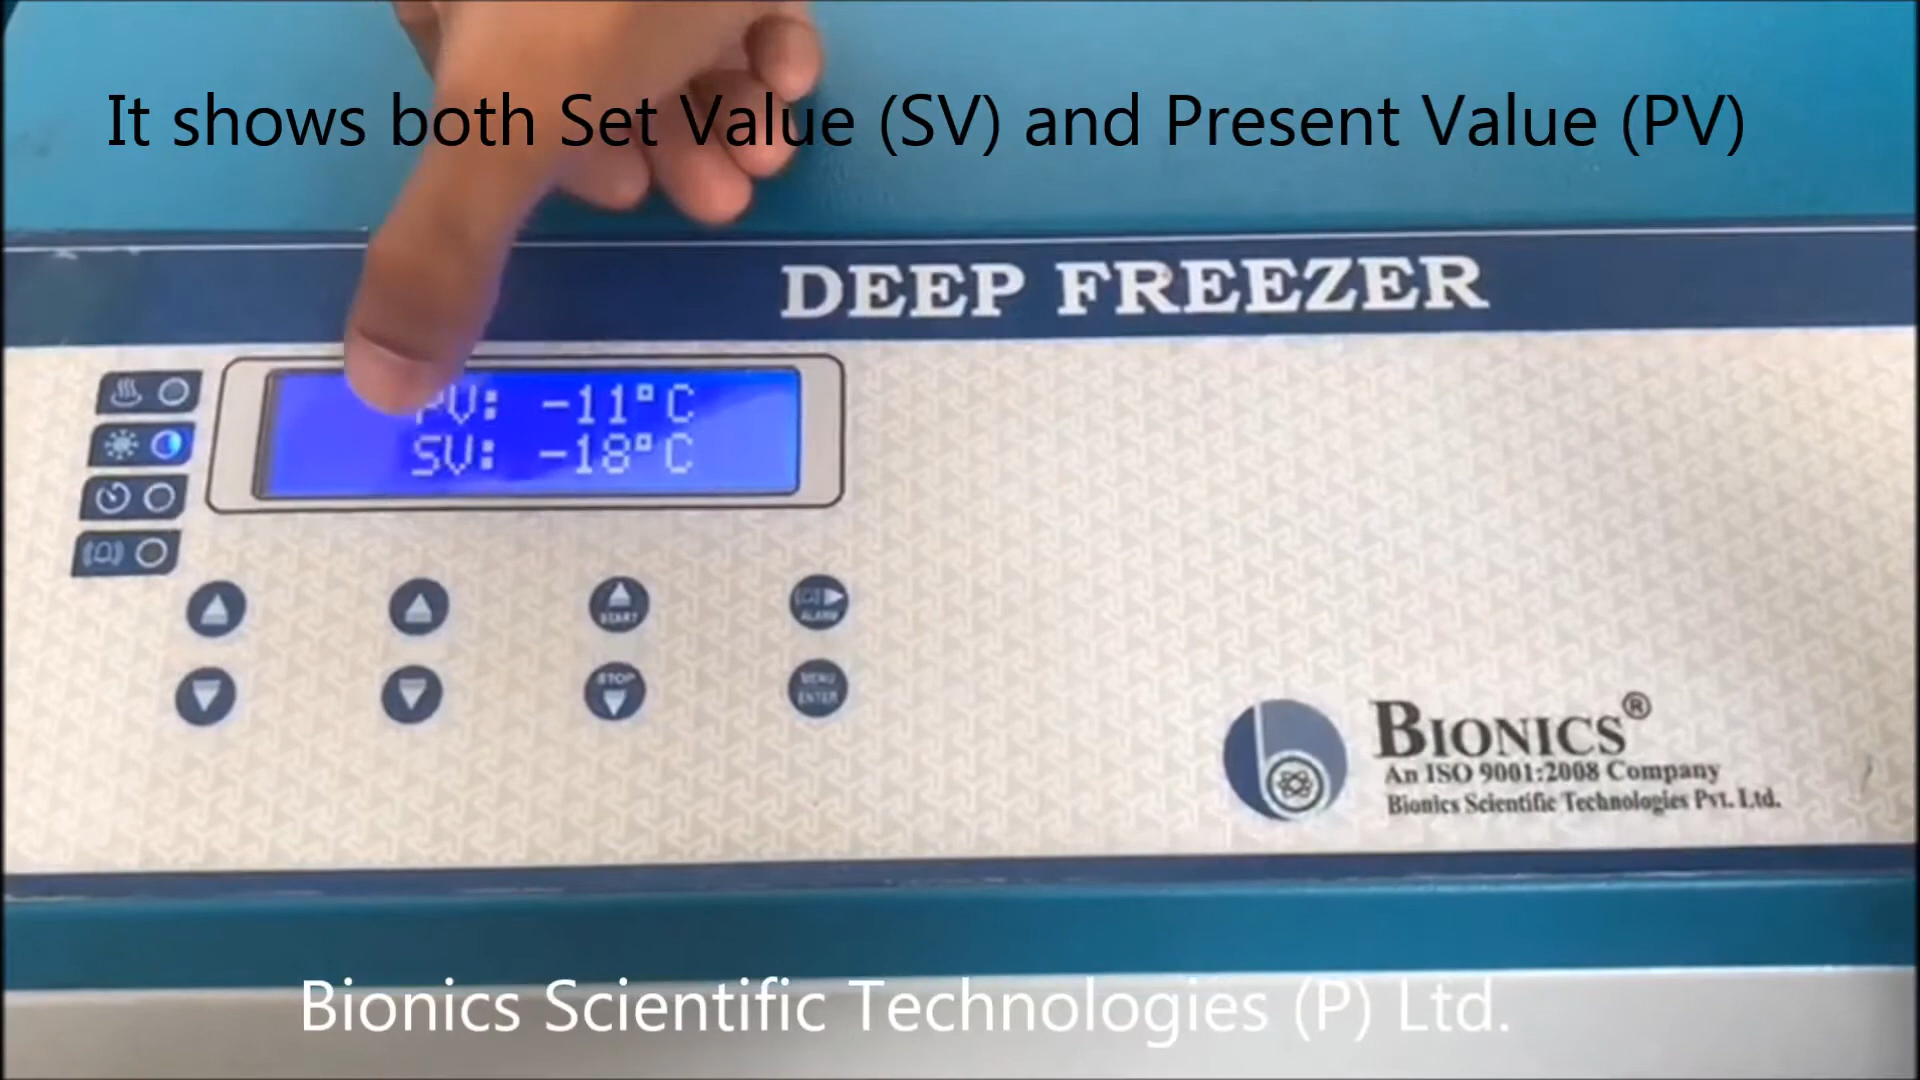 It shows both Set Value (SV) and Present Value (PV)
DEEP FREEZER
PV: -11°C
SV: -18°C
START
ALARM
STOP
MENU
ENTER
BIONICS®
An ISO 9001:2008 Company
Bionics Scientific Technologies Pvt. Ltd.
Bionics Scientific Technologies (P) Ltd.